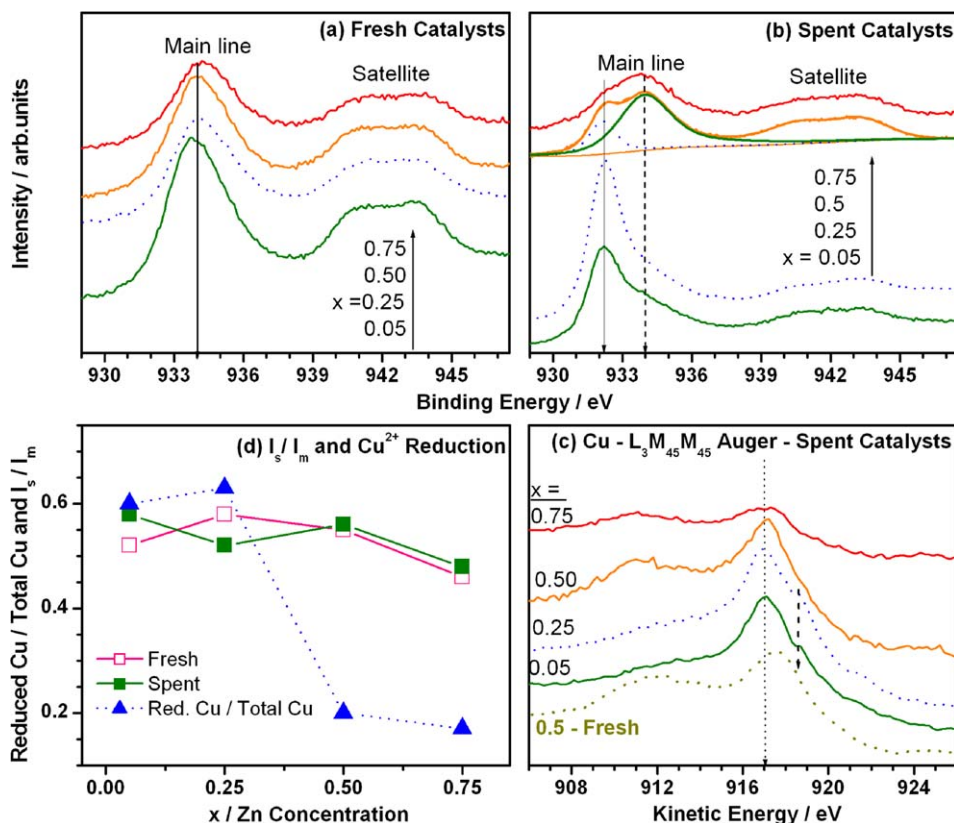 (a) Fresh Catalysts
Main line
Satellite
0.75
0.50
x =0.25
0.05
930 933 936 939 942 945
(b) Spent Catalysts
Main line
Satellite
0.75
0.5
0.25
x = 0.05
930 933 936 939 942 945
Intensity / arb.units
Binding Energy / eV
(d) Is/ Im and Cu2+ Reduction
0.6
0.4
0.2
Fresh
Spent
Red. Cu / Total Cu
0.00 0.25 0.50 0.75
x / Zn Concentration
Reduced Cu / Total Cu and Is / Im
(c) Cu - L3M45M45 Auger - Spent Catalysts
x =
0.75
0.50
0.25
0.05
0.5 - Fresh
908 912 916 920 924
Kinetic Energy / eV